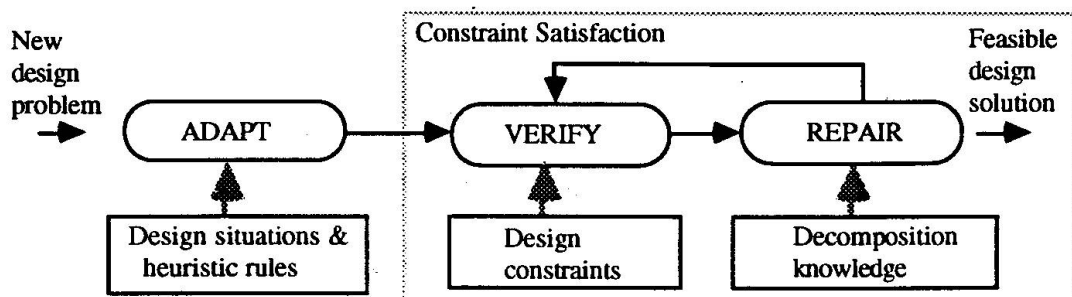 Constraint Satisfaction
New
design
problem
Feasible
design
solution
ADAPT
VERIFY
REPAIR
Design situations &
heuristic rules
Design
constraints
Decomposition
knowledge